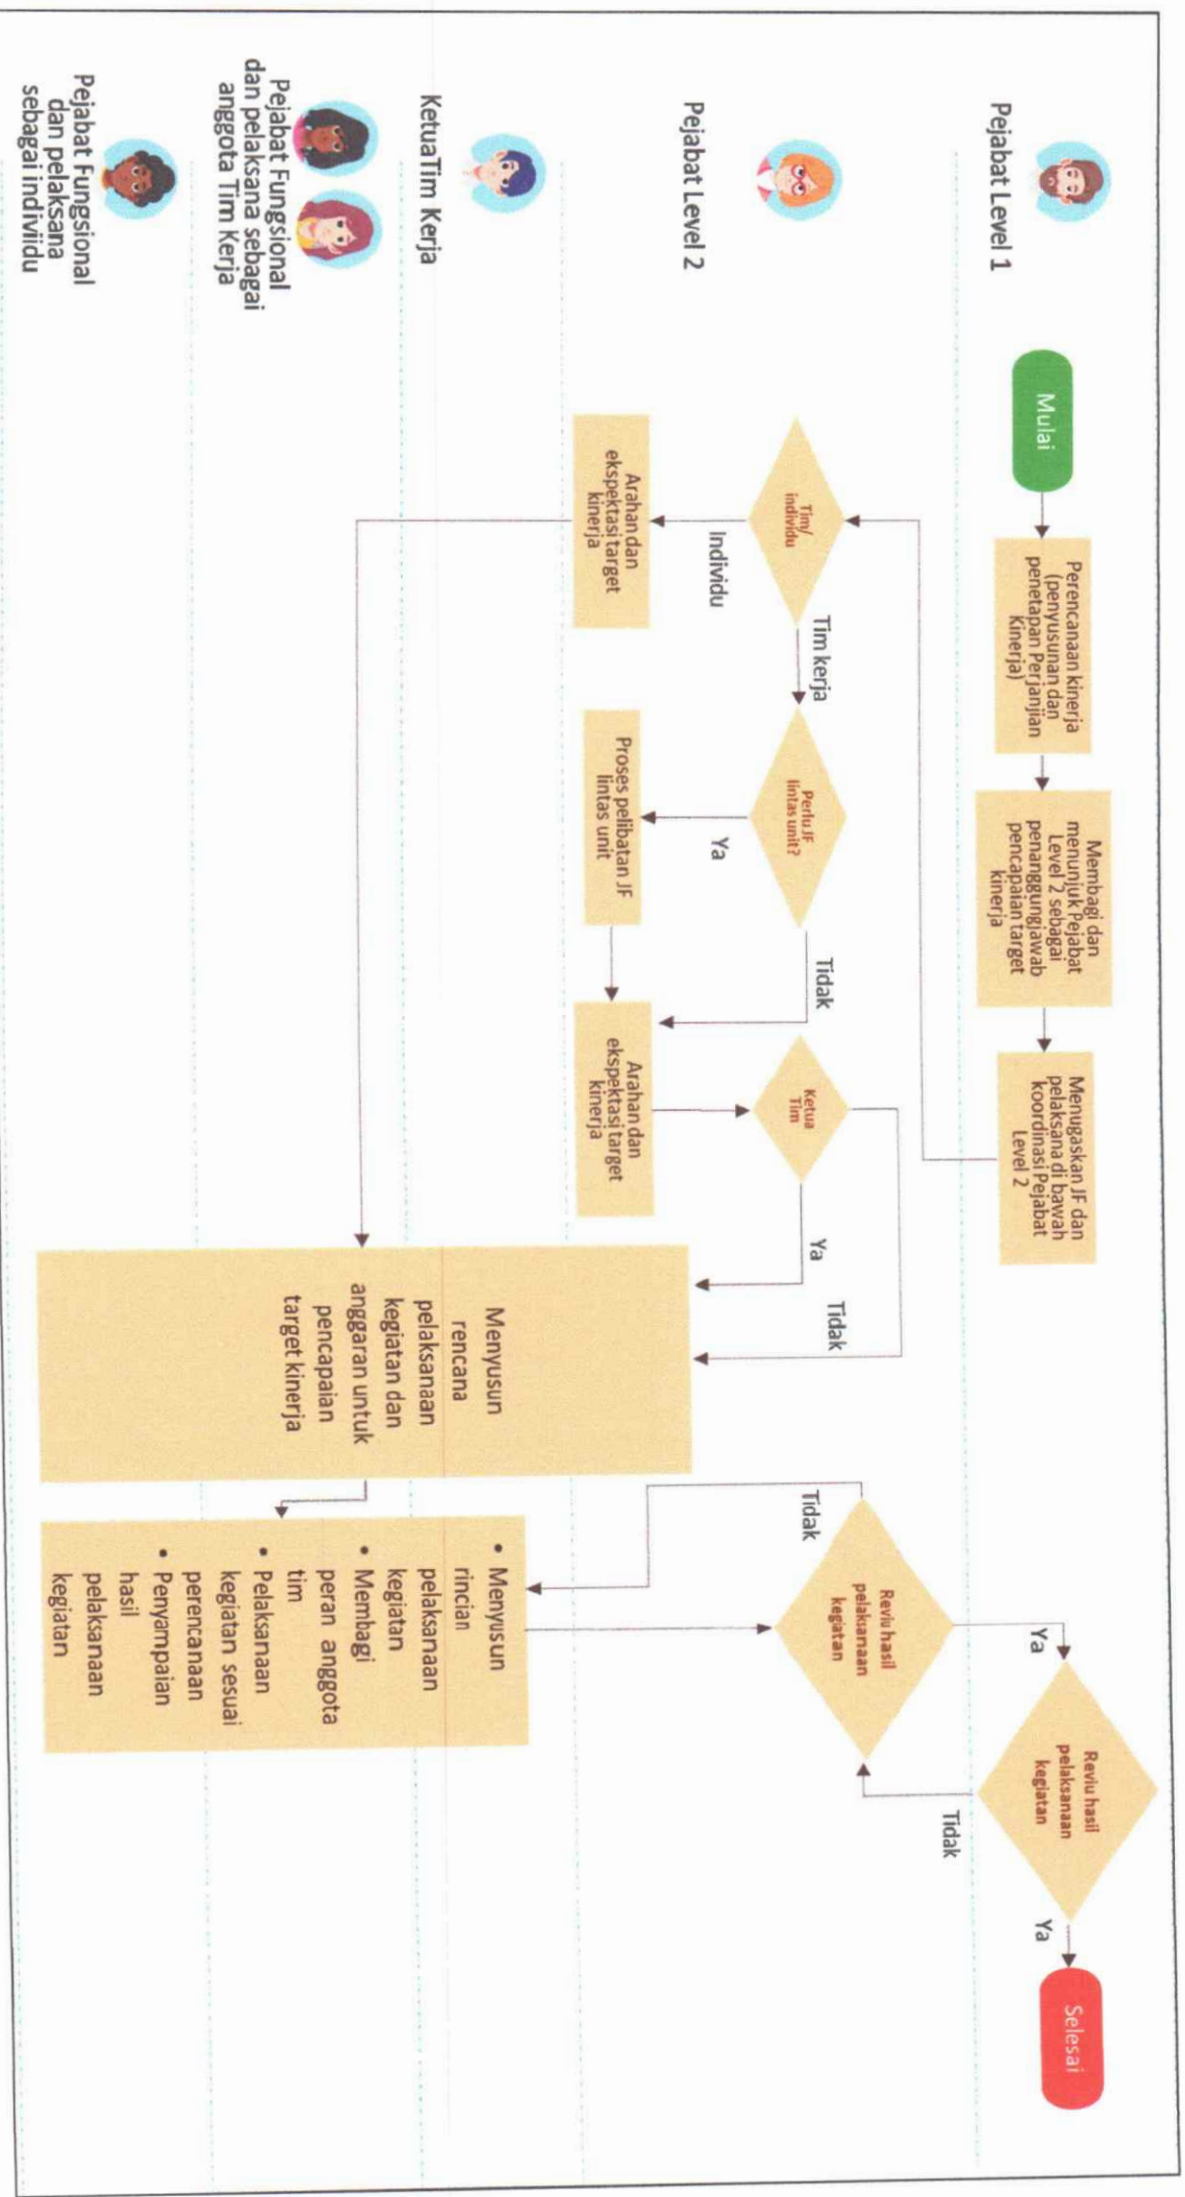 Pejabat Level 1
Mulai
Perencanaan kinerja
(penyusunan dan
penetapan Perjanjian
Kinerja)
Membagi dan
menunjuk Pejabat
Level 2 sebagai
penanggungjawab
pencapaian target
kinerja
Menugaskan JF dan
pelaksana di bawah
koordinasi Pejabat
Level 2
Reviu hasil
pelaksanaan
kegiatan
Ya
Selesai
Tidak
Ya
Pejabat Level 2
Tim/
individu
Tim kerja
Individu
Arahan dan
ekspektasi target
kinerja
Perlu JF
lintas unit?
Ya
Tidak
Proses pelibatan JF
lintas unit
Arahan dan
ekspektasi target
kinerja
Ketua
Tim
Ya
Tidak
Reviu hasil
pelaksanaan
kegiatan
Tidak
KetuaTim Kerja
Pejabat Fungsional
dan pelaksana sebagai
anggota Tim Kerja
Pejabat Fungsional
dan pelaksana
sebagai indiviidu
Menyusun
rencana
pelaksanaan
kegiatan dan
anggaran untuk
pencapaian
target kinerja
• Menyusun
rincian
pelaksanaan
kegiatan
• Membagi
peran anggota
tim
• Pelaksanaan
kegiatan sesuai
perencanaan
• Penyampaian
hasil
pelaksanaan
kegiatan